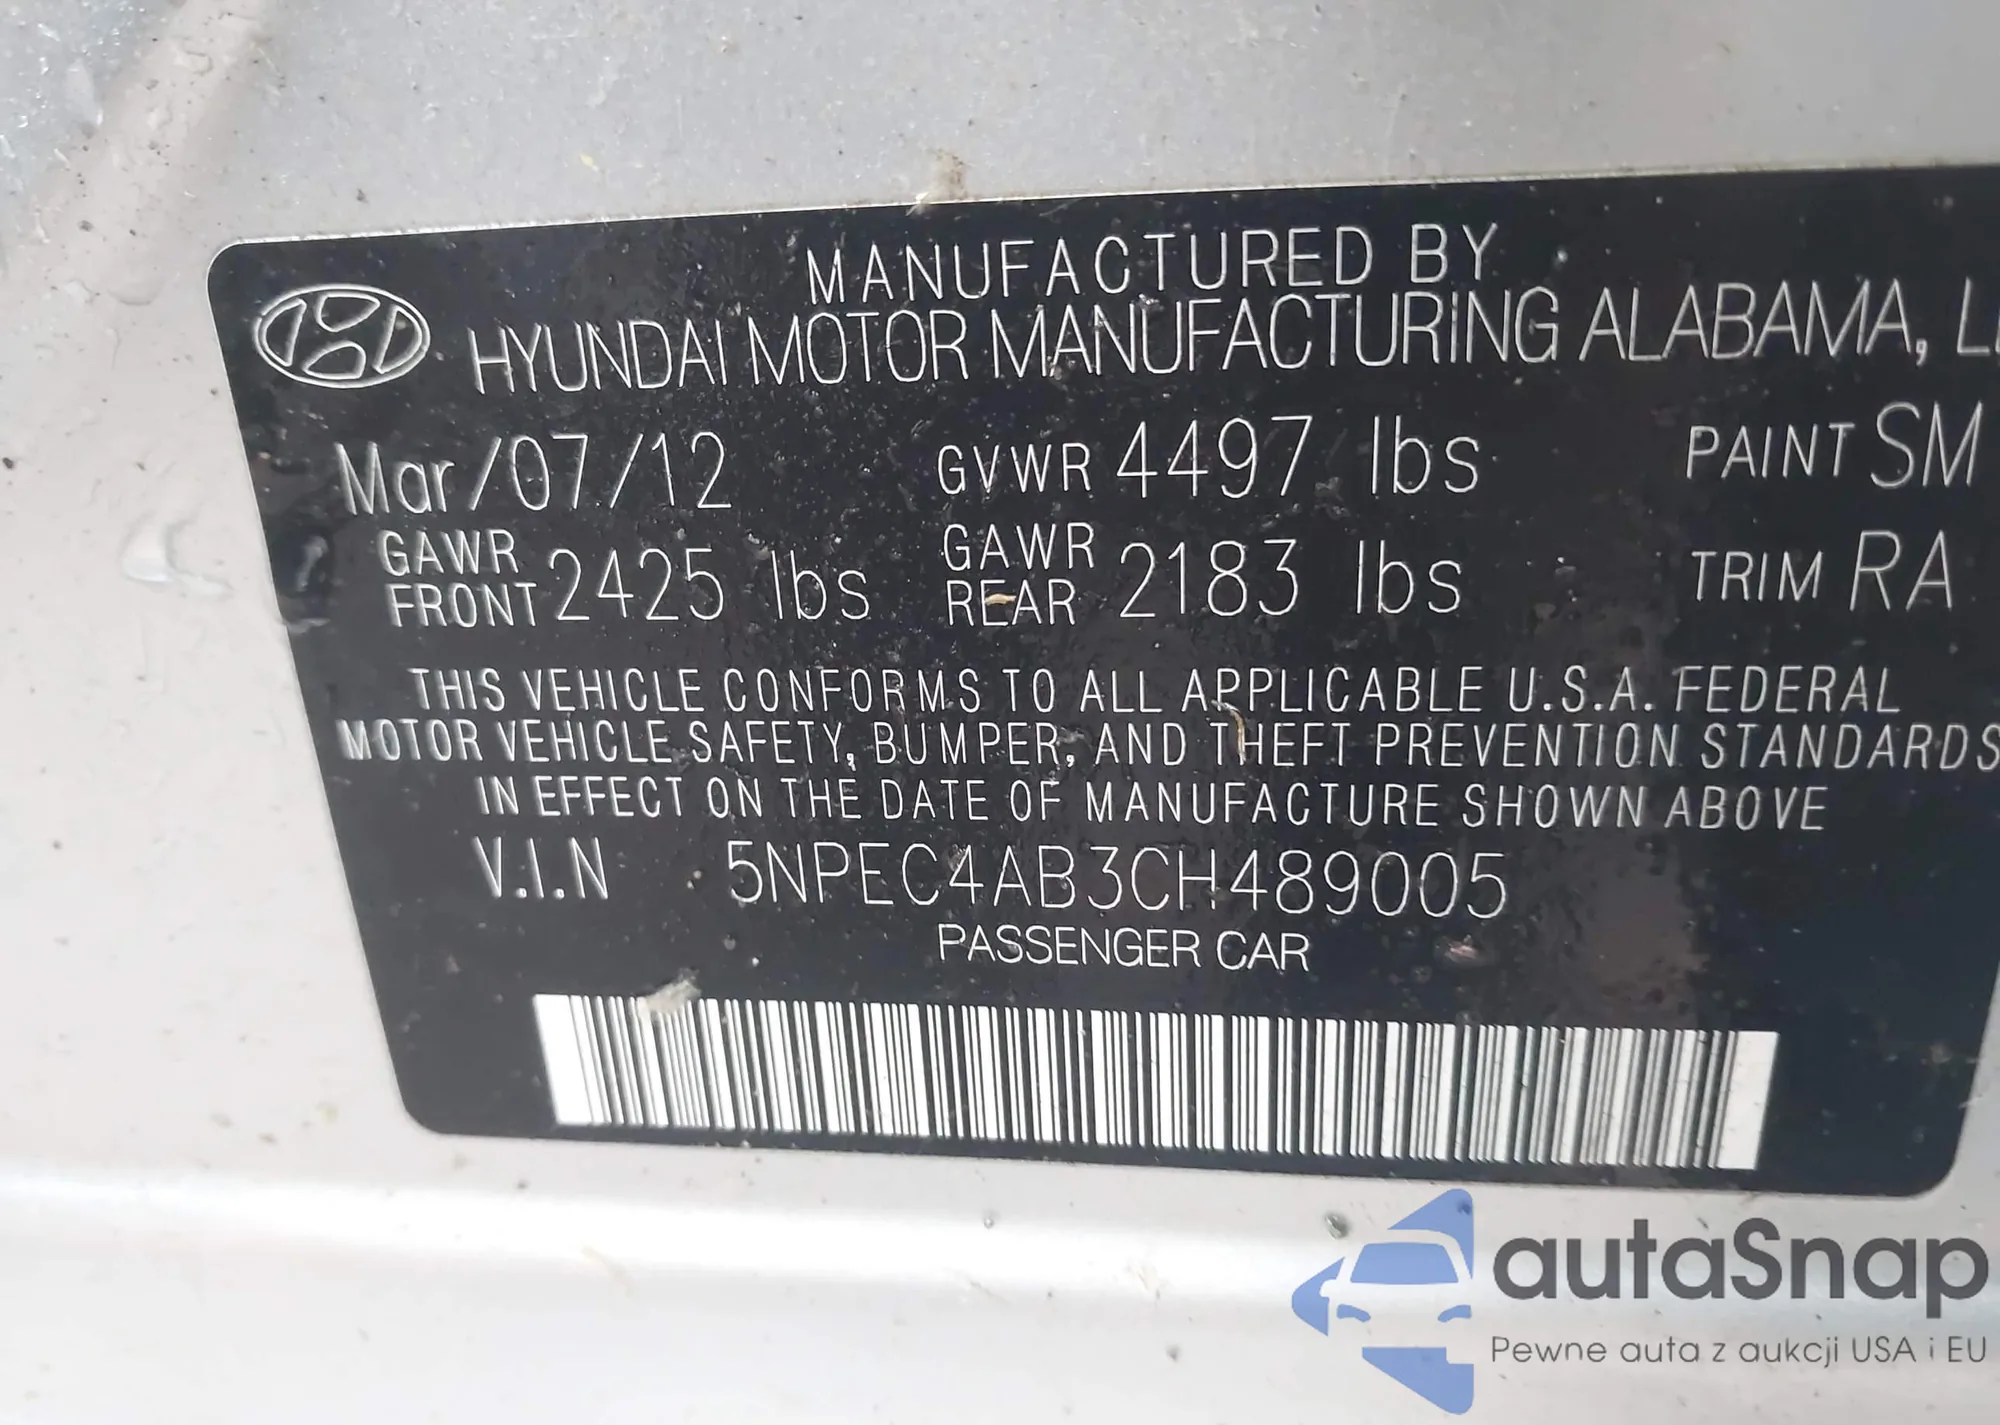 MANUFACTURED BY
HYUNDAI MOTOR MANUFACTURING ALABAMA,
Mar/07/12 GVWR 4497 lbs PAINT SM
GAWR FRONT 2425 lbs GAWR REAR 2183 lbs TRIM RA
THIS VEHICLE CONFORMS TO ALL APPLICABLE U.S.A. FEDERAL
MOTOR VEHICLE SAFETY, BUMPER, AND THEFT PREVENTION STANDARDS
IN EFFECT ON THE DATE OF MANUFACTURE SHOWN ABOVE
V.I.N : 5NPEC4AB3CH489005
PASSENGER CAR
autaSnap
Pewne auta z aukcji USA i EU